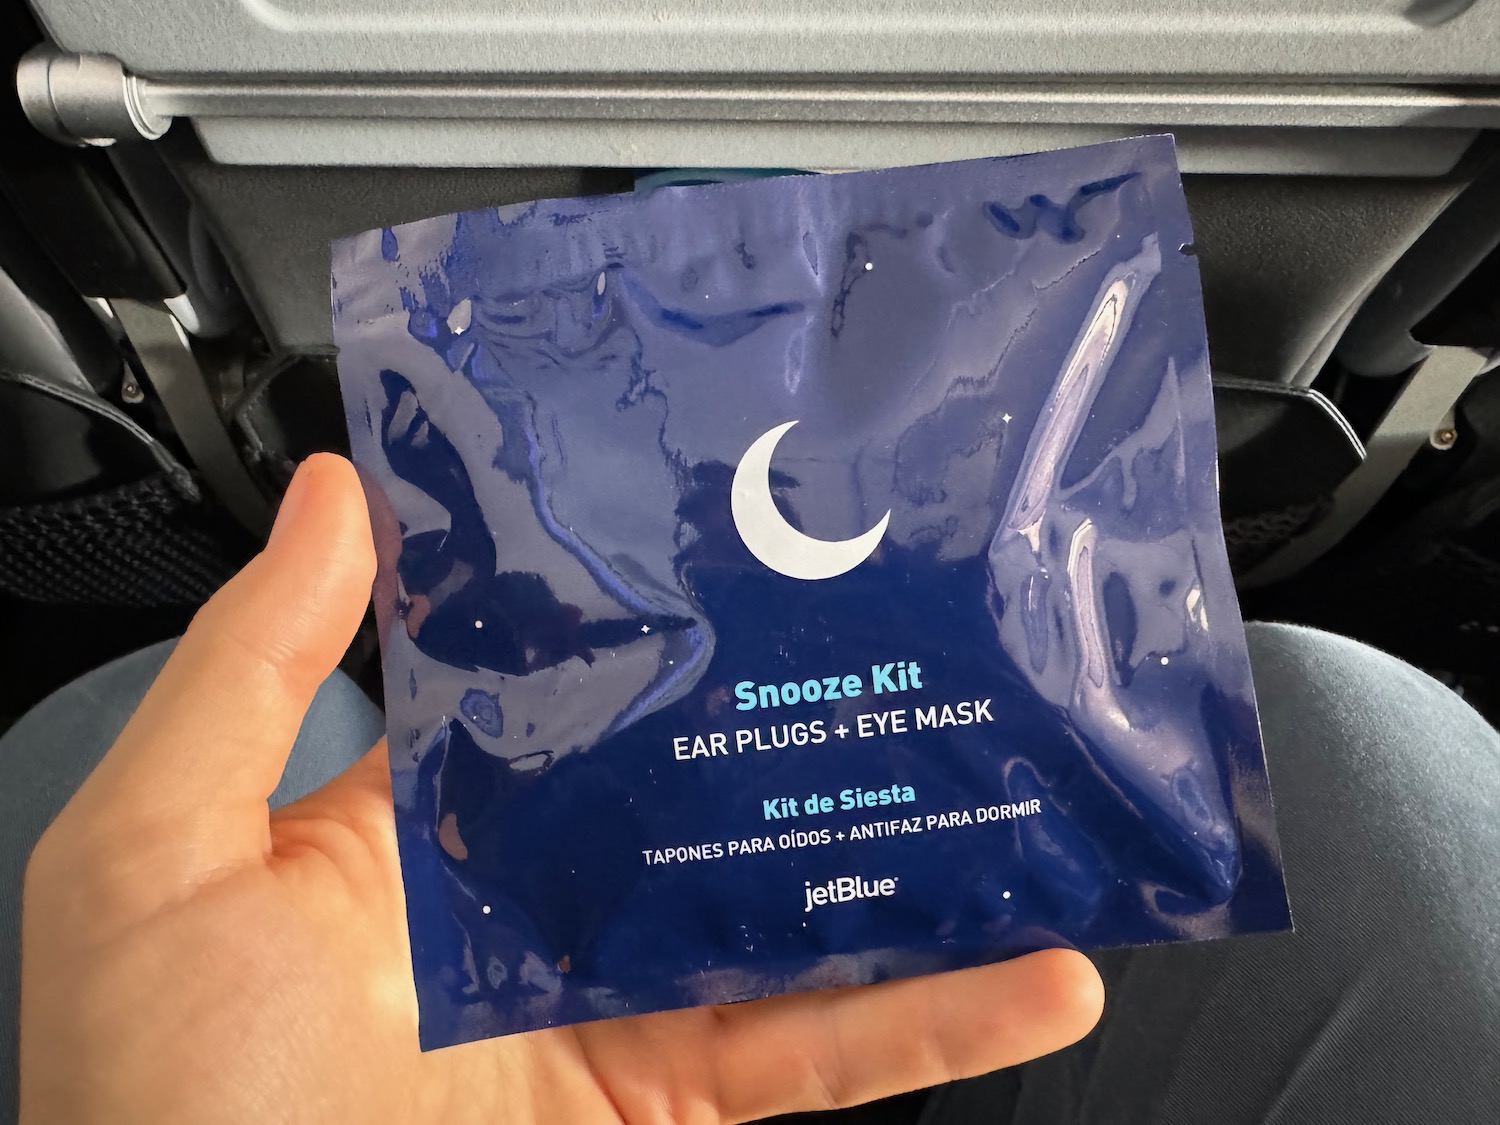 Snooze Kit
EAR PLUGS + EYE MASK
Kit de Siesta
TAPONES PARA OÍDOS + ANTIFAZ PARA DORMIR
jetBlue